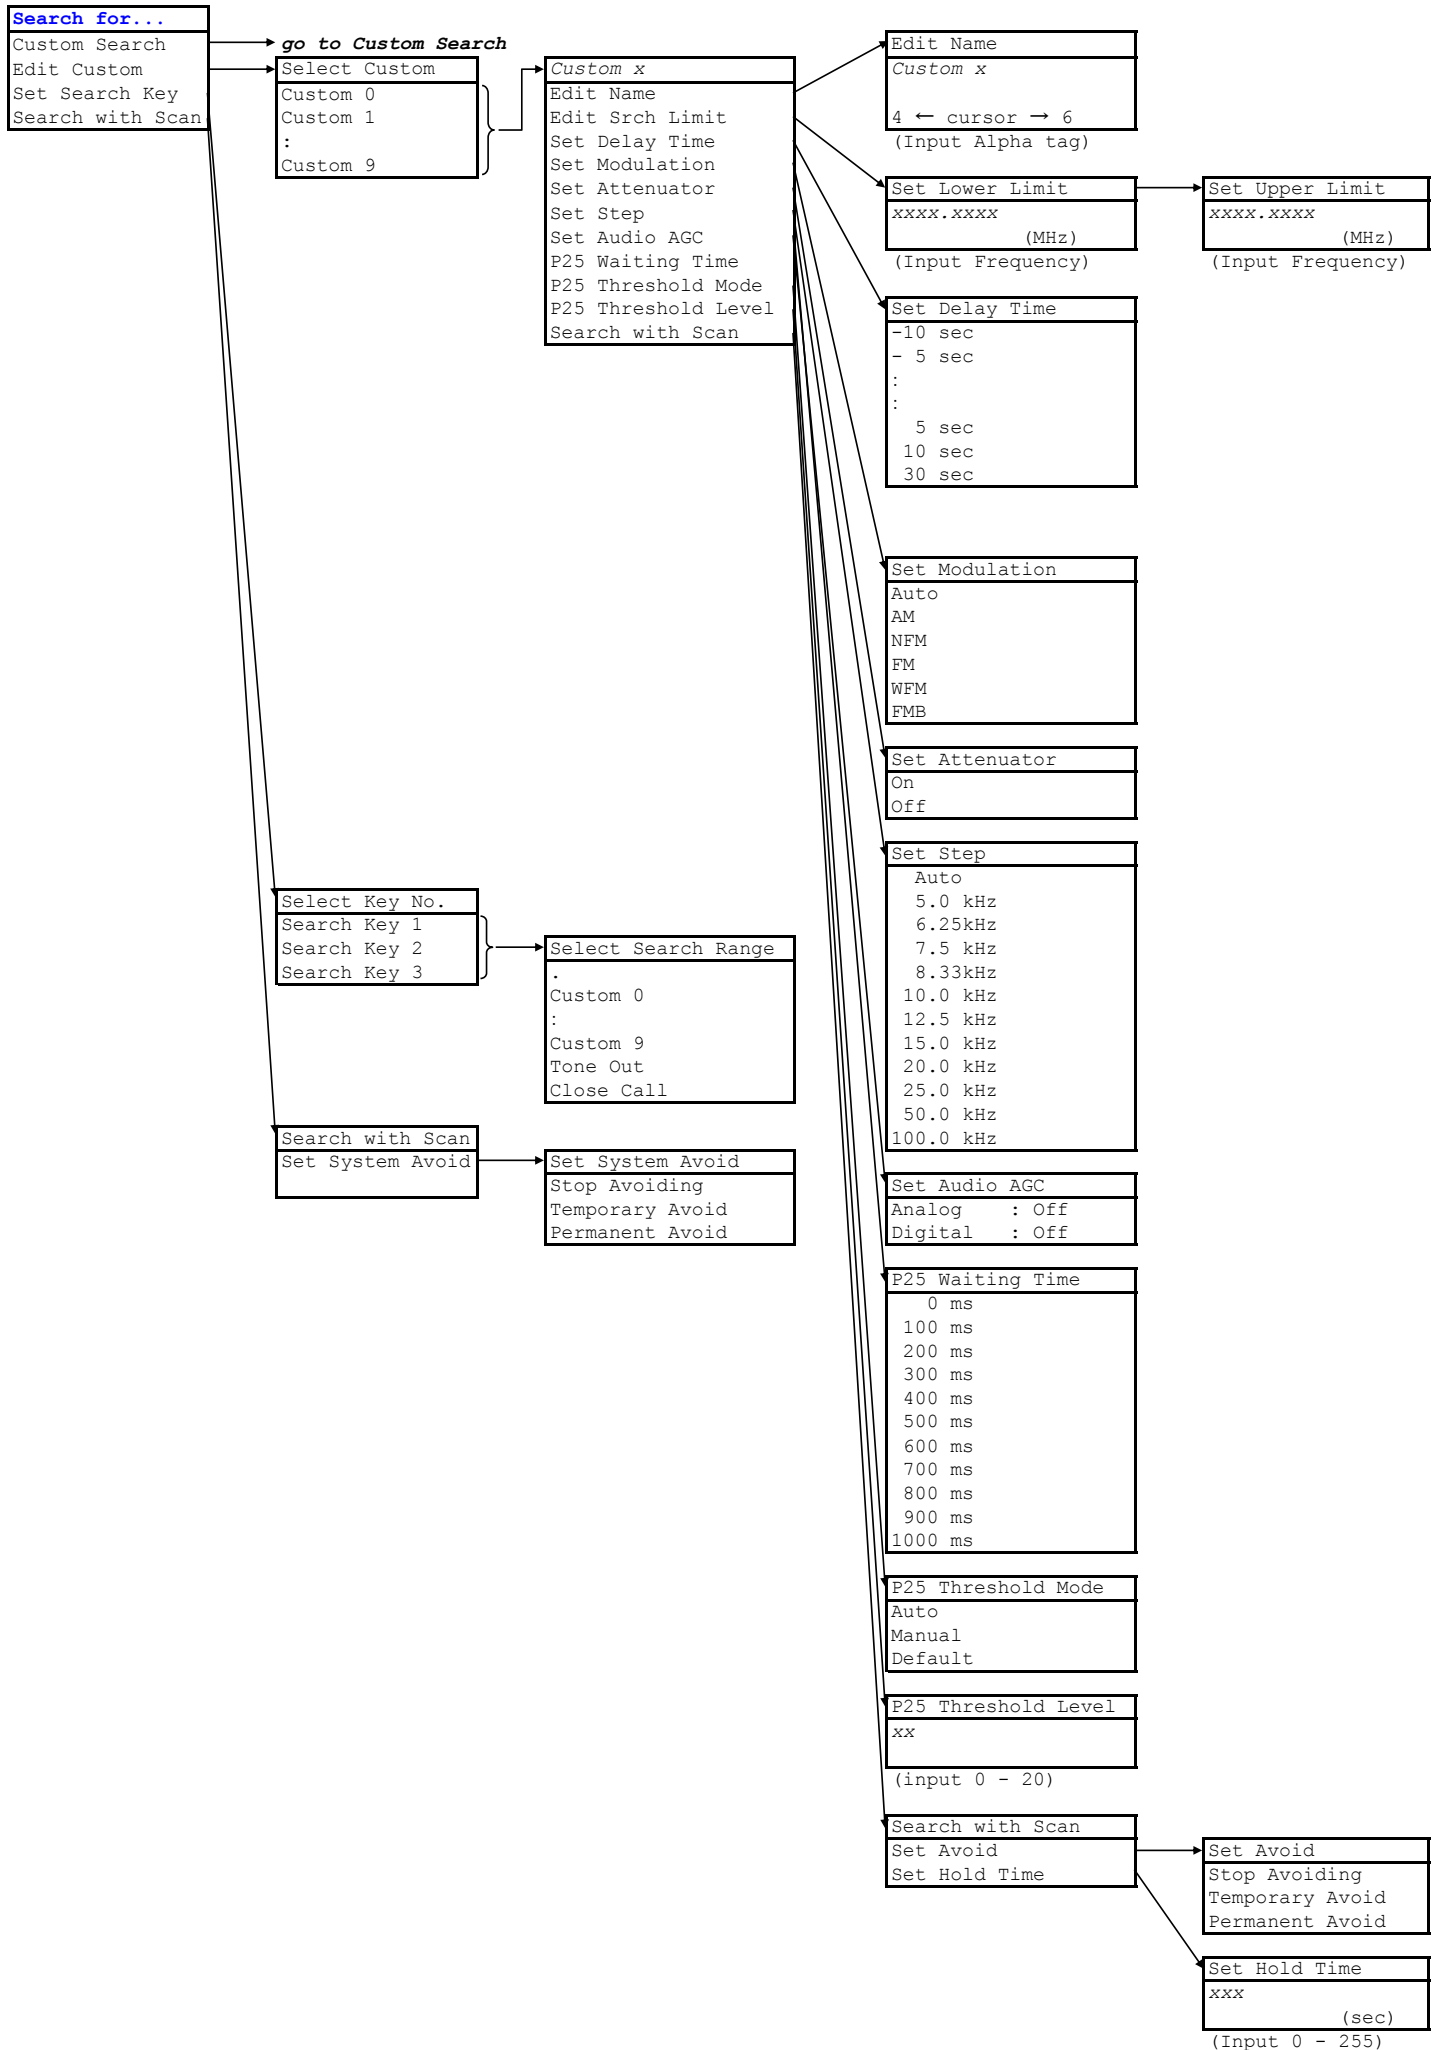 Search for...
Custom Search
Edit Custom
Set Search Key
Search with Scan
go to Custom Search
Select Custom
Custom 0
Custom 1
:
Custom 9
Custom x
Edit Name
Edit Srch Limit
Set Delay Time
Set Modulation
Set Attenuator
Set Step
Set Audio AGC
P25 Waiting Time
P25 Threshold Mode
P25 Threshold Level
Search with Scan
Edit Name
Custom x
4 ← cursor → 6
(Input Alpha tag)
Set Lower Limit
xxxx.xxxx
(MHz)
(Input Frequency)
Set Upper Limit
xxxx.xxxx
(MHz)
(Input Frequency)
Set Delay Time
-10 sec
- 5 sec
:
:
5 sec
10 sec
30 sec
Set Modulation
Auto
AM
NFM
FM
WFM
FMB
Set Attenuator
On
Off
Set Step
Auto
5.0 kHz
6.25kHz
7.5 kHz
8.33kHz
10.0 kHz
12.5 kHz
15.0 kHz
20.0 kHz
25.0 kHz
50.0 kHz
100.0 kHz
Select Key No.
Search Key 1
Search Key 2
Search Key 3
Select Search Range
.
Custom 0
:
Custom 9
Tone Out
Close Call
Search with Scan
Set System Avoid
Set System Avoid
Stop Avoiding
Temporary Avoid
Permanent Avoid
Set Audio AGC
Analog : Off
Digital : Off
P25 Waiting Time
0 ms
100 ms
200 ms
300 ms
400 ms
500 ms
600 ms
700 ms
800 ms
900 ms
1000 ms
P25 Threshold Mode
Auto
Manual
Default
P25 Threshold Level
xx
(input 0 - 20)
Search with Scan
Set Avoid
Set Hold Time
Set Avoid
Stop Avoiding
Temporary Avoid
Permanent Avoid
Set Hold Time
xxx
(sec)
(Input 0 - 255)